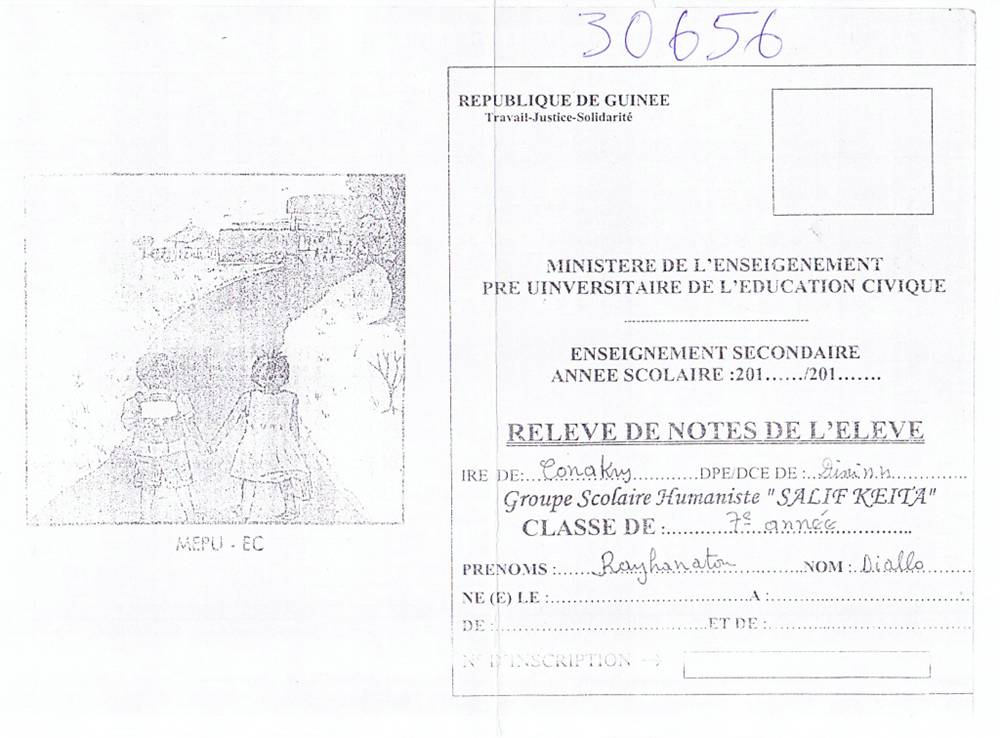 30656
REPUBLIQUE DE GUINEE
Travail-Justice-Solidarité
MINISTERE DE L'ENSEIGENEMENT
PRE UINVERSITAIRE DE L'EDUCATION CIVIQUE
ENSEIGNEMENT SECONDAIRE
ANNEE SCOLAIRE :201....../201.......
RELEVE DE NOTES DE L'ELEVE
IRE DE:..Conakry............DPE/DCE DE :..Dixinn............
Groupe Scolaire Humaniste "SALIF KEITA"
CLASSE DE :.........7e année............
PRENOMS :......Rayhanatou............NOM :.Diallo.......
NE (E) LE :....................................A :....................................
DE :....................................ET DE :....................................
N° D'INSCRIPTION →
MEPU - EC